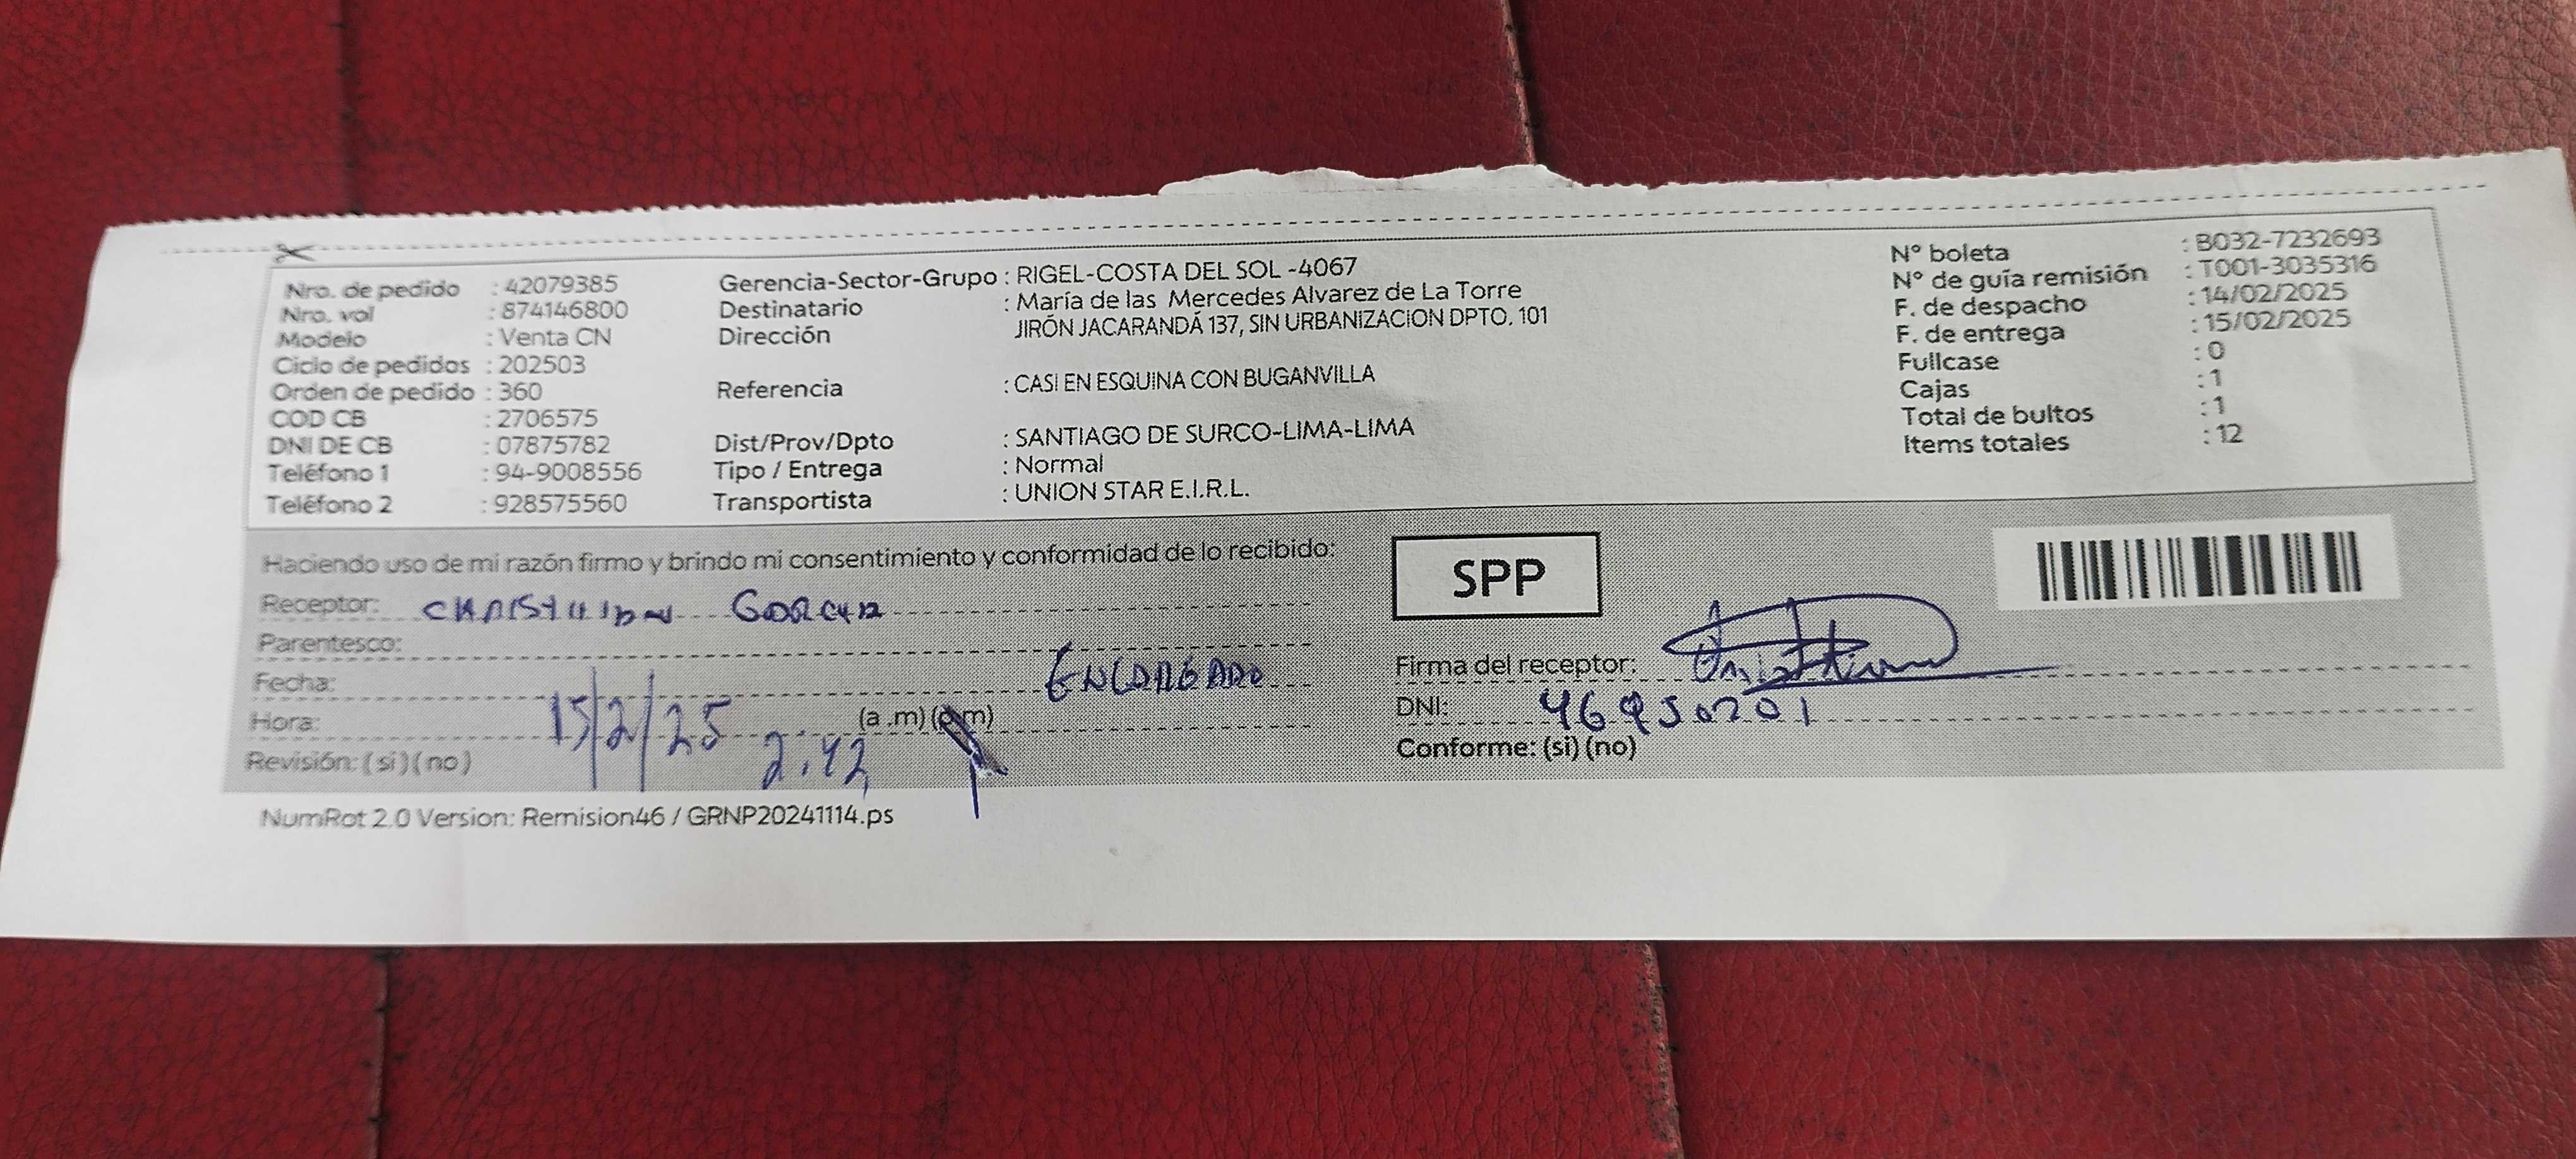 Nro. de pedido : 42079385 Gerencia-Sector-Grupo : RIGEL-COSTA DEL SOL -4067 N° boleta : B032-7232693
Nro. vol : 874146800 Destinatario : María de las Mercedes Alvarez de La Torre N° de guía remisión : T001-3035316
Modelo : Venta CN Dirección JIRÓN JACARANDÁ 137, SIN URBANIZACION DPTO. 101 F. de despacho : 14/02/2025
Ciclo de pedidos : 202503 F. de entrega : 15/02/2025
Orden de pedido : 360 Referencia : CASI EN ESQUINA CON BUGANVILLA Fullcase : 0
COD CB : 2706575 Cajas : 1
DNI DE CB : 07875782 Dist/Prov/Dpto : SANTIAGO DE SURCO-LIMA-LIMA Total de bultos : 1
Teléfono 1 : 94-9008556 Tipo / Entrega : Normal Items totales : 12
Teléfono 2 : 928575560 Transportista : UNION STAR E.I.R.L.
Haciendo uso de mi razón firmo y brindo mi consentimiento y conformidad de lo recibido:
SPP
Receptor:
Parentesco: ENCARGADO
Firma del receptor:
Fecha: 15/2/25
DNI:
Hora: 2:42 (a .m) (p.m)
Conforme: (si) (no)
Revisión: ( si ) ( no )
NumRot 2.0 Version: Remision46 / GRNP20241114.ps